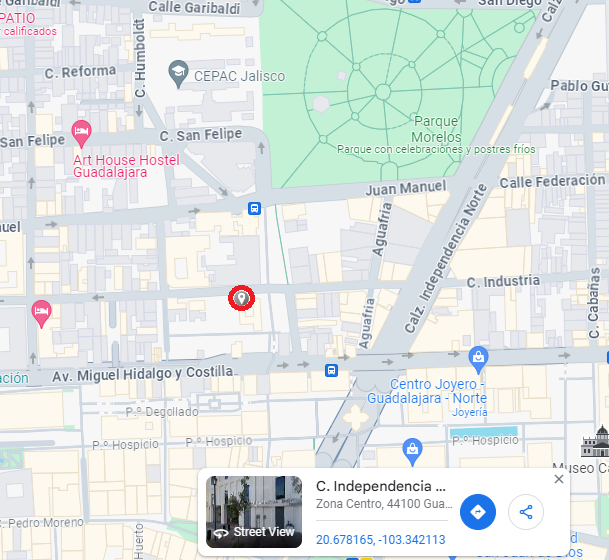 Calle Garibaldi
San Diego
PATIO
y calificados
C. Humboldt
Calz.
C. Reforma
CEPAC Jalisco
Pablo Gu
San Felipe
C. San Felipe
Parque
Morelos
Parque con celebraciones y postres fríos
Art House Hostel
Guadalajara
Juan Manuel
Calle Federación
uel
Aguafria
Calz. Independencia Norte
C. Industria
C. Cabañas
Aguafria
Av. Miguel Hidalgo y Costilla
ación
Centro Joyero -
Guadalajara - Norte
Joyería
P.º Degollado
P.º Hospicio
P.º Hospicio
P.º Hospicio
Huerto
Museo Ca
C. Pedro Moreno
C. Independencia ...
Zona Centro, 44100 Gua...
Street View
20.678165, -103.342113